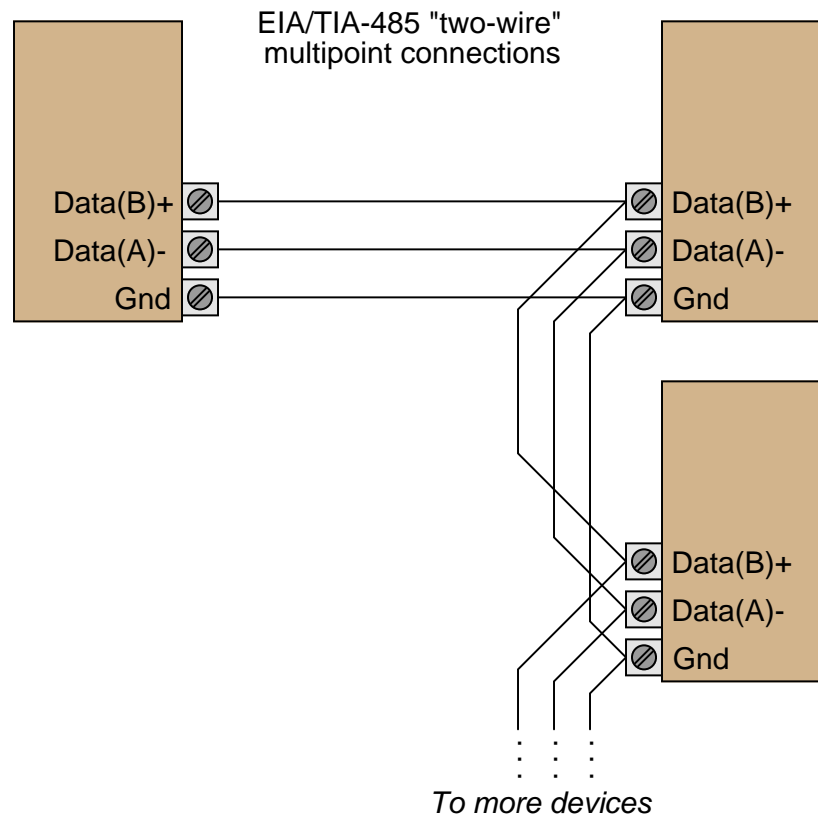 EIA/TIA-485 "two-wire"
multipoint connections
Data(B)+
Data(A)-
Gnd
Data(B)+
Data(A)-
Gnd
Data(B)+
Data(A)-
Gnd
To more devices